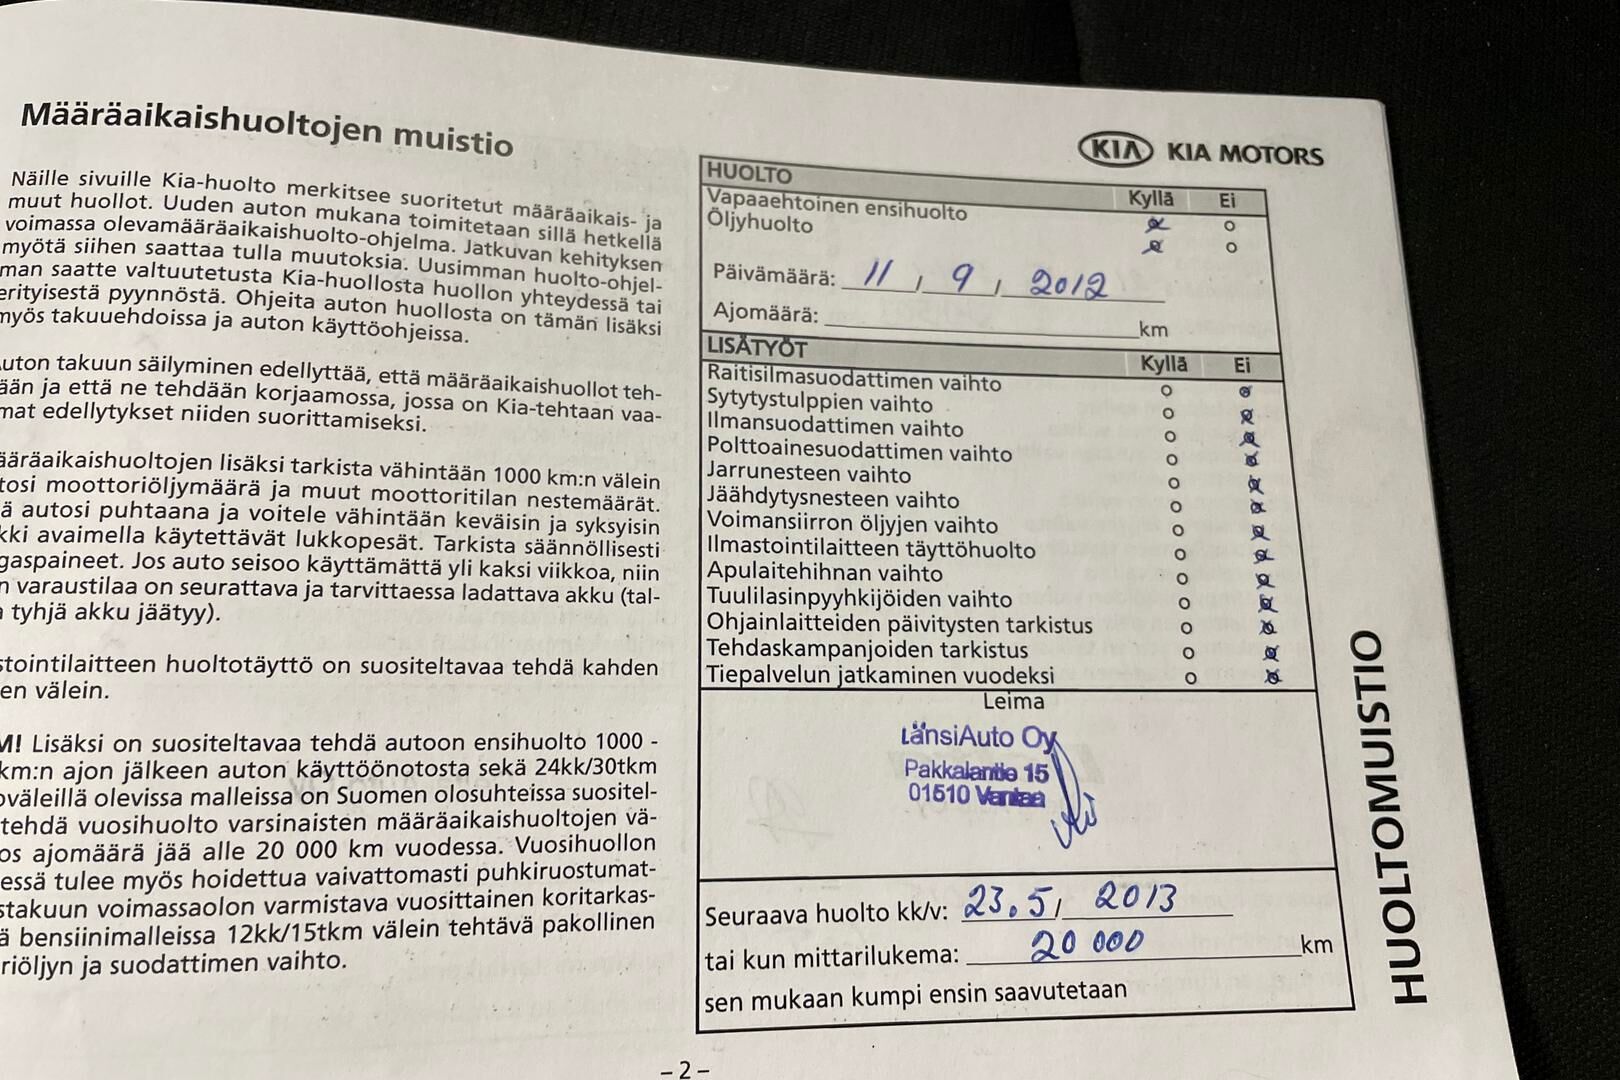 Määräaikaishuoltojen muistio
Näille sivuille Kia-huolto merkitsee suoritetut määräaikais- ja
muut huollot. Uuden auton mukana toimitetaan sillä hetkellä
voimassa olevamääräaikaishuolto-ohjelma. Jatkuvan kehityksen
myötä siihen saattaa tulla muutoksia. Uusimman huolto-ohjel-
man saatte valtuutetusta Kia-huollosta huollon yhteydessä tai
erityisestä pyynnöstä. Ohjeita auton huollosta on tämän lisäksi
myös takuuehdoissa ja auton käyttöohjeissa.
uton takuun säilyminen edellyttää, että määräaikaishuollot teh-
ään ja että ne tehdään korjaamossa, jossa on Kia-tehtaan vaa-
mat edellytykset niiden suorittamiseksi.
ääräaikaishuoltojen lisäksi tarkista vähintään 1000 km:n välein
tosi moottoriöljymäärä ja muut moottoritilan nestemäärät.
ä autosi puhtaana ja voitele vähintään keväisin ja syksyisin
kki avaimella käytettävät lukkopesät. Tarkista säännöllisesti
gaspaineet. Jos auto seisoo käyttämättä yli kaksi viikkoa, niin
n varaustilaa on seurattava ja tarvittaessa ladattava akku (tal-
a tyhjä akku jäätyy).
stointilaitteen huoltotäyttö on suositeltavaa tehdä kahden
en välein.
M! Lisäksi on suositeltavaa tehdä autoon ensihuolto 1000 -
km:n ajon jälkeen auton käyttöönotosta sekä 24kk/30tkm
oväleillä olevissa malleissa on Suomen olosuhteissa suositel-
tehdä vuosihuolto varsinaisten määräaikaishuoltojen vä-
os ajomäärä jää alle 20 000 km vuodessa. Vuosihuollon
essä tulee myös hoidettua vaivattomasti puhkiruostumat-
stakuun voimassaolon varmistava vuosittainen koritarkas-
ä bensiinimalleissa 12kk/15tkm välein tehtävä pakollinen
riöljyn ja suodattimen vaihto.
KIA KIA MOTORS
HUOLTO Kyllä Ei
Vapaaehtoinen ensihuolto
Öljyhuolto
Päivämäärä: 11 / 9 / 2012
Ajomäärä: km
LISÄTYÖT Kyllä Ei
Raitisilmasuodattimen vaihto
Sytytystulppien vaihto
Ilmansuodattimen vaihto
Polttoainesuodattimen vaihto
Jarrunesteen vaihto
Jäähdytysnesteen vaihto
Voimansiirron öljyjen vaihto
Ilmastointilaitteen täyttöhuolto
Apulaitehihnan vaihto
Tuulilasinpyyhkijöiden vaihto
Ohjainlaitteiden päivitysten tarkistus
Tehdaskampanjoiden tarkistus
Tiepalvelun jatkaminen vuodeksi
Leima
LänsiAuto Oy
Pakkalantie 15
01510 Vantaa
Seuraava huolto kk/v: 23.5/ 2013
tai kun mittarilukema: 20 000 km
sen mukaan kumpi ensin saavutetaan
HUOLTOMUISTIO
– 2 –